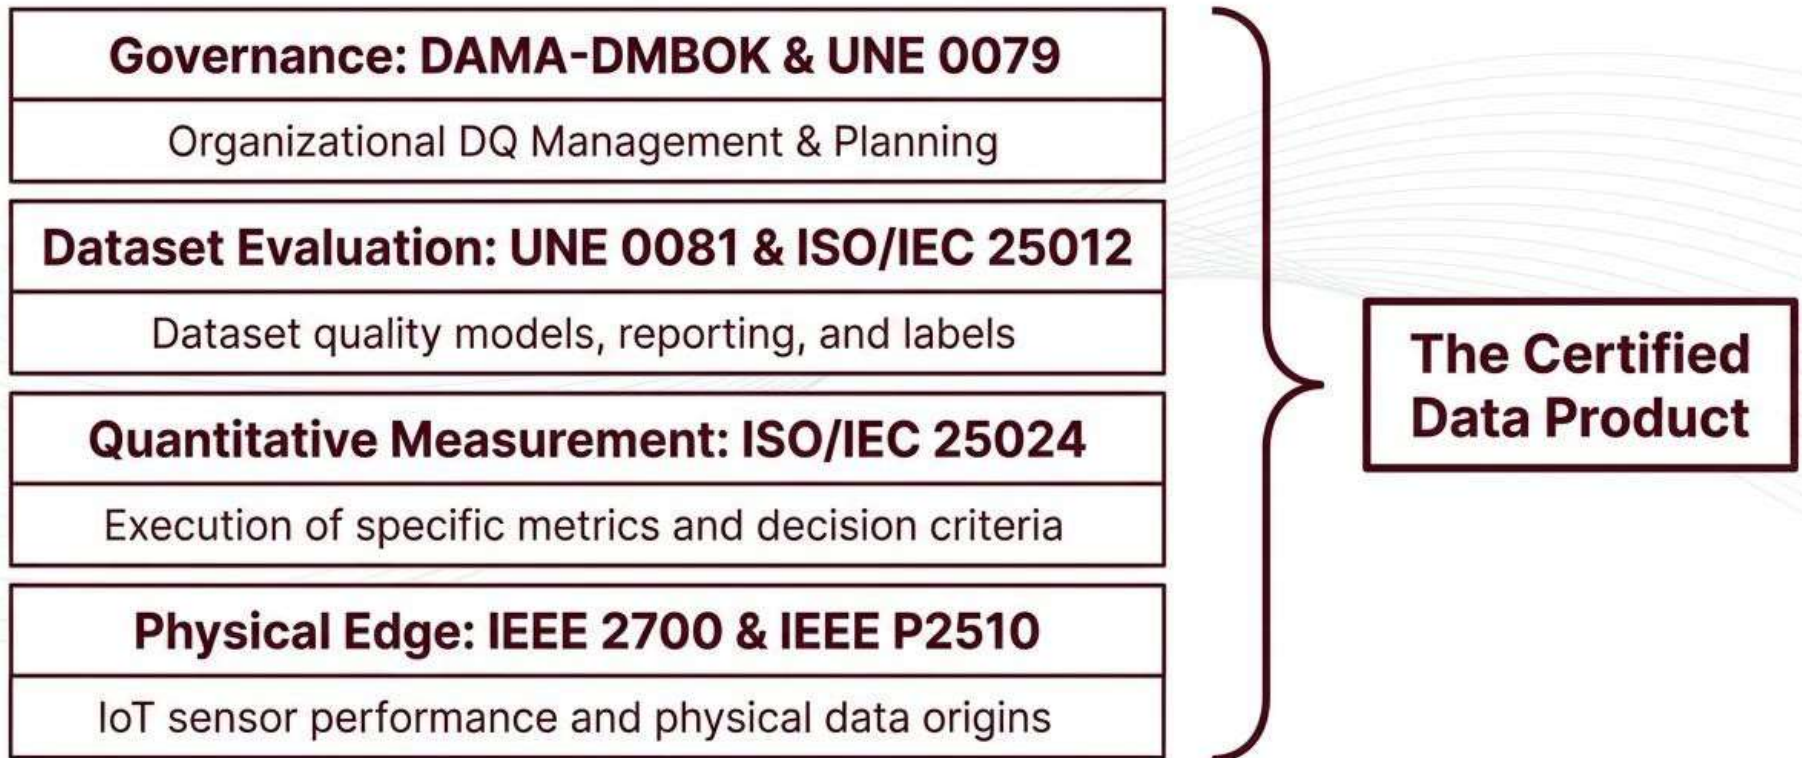 Governance: DAMA-DMBOK & UNE 0079
Organizational DQ Management & Planning
Dataset Evaluation: UNE 0081 & ISO/IEC 25012
Dataset quality models, reporting, and labels
Quantitative Measurement: ISO/IEC 25024
Execution of specific metrics and decision criteria
Physical Edge: IEEE 2700 & IEEE P2510
IoT sensor performance and physical data origins
The Certified
Data Product